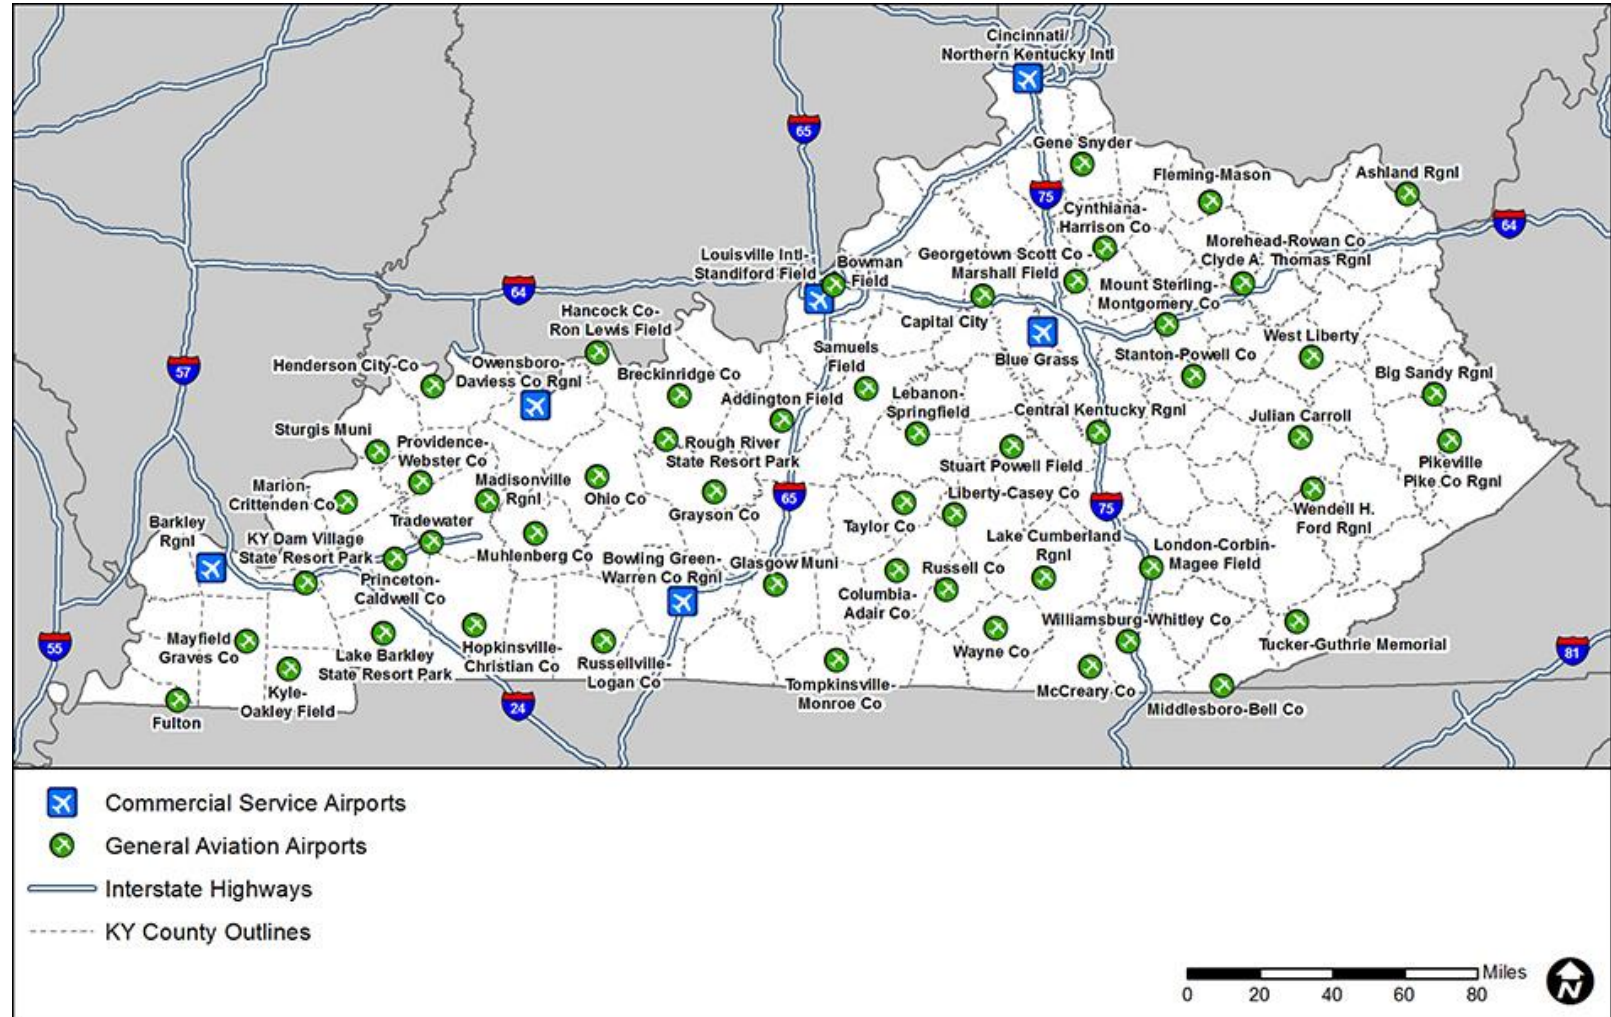 Cincinnati/
Northern Kentucky Intl
65
Gene Snyder
Fleming-Mason
Ashland Rgnl
75
Cynthiana-
Harrison Co
64
Louisville Intl-
Standiford Field
Bowman
Field
Georgetown Scott Co -
Marshall Field
Morehead-Rowan Co
Clyde A. Thomas Rgnl
64
Mount Sterling-
Montgomery Co
Hancock Co-
Ron Lewis Field
Capital City
Blue Grass
West Liberty
57
Henderson City-Co
Owensboro-
Daviess Co Rgnl
Breckinridge Co
Samuels
Field
Stanton-Powell Co
Big Sandy Rgnl
Addington Field
Lebanon-
Springfield
Central Kentucky Rgnl
Julian Carroll
Sturgis Muni
Providence-
Webster Co
Rough River
State Resort Park
Stuart Powell Field
Pikeville
Pike Co Rgnl
Marion-
Crittenden Co
Madisonville
Rgnl
Ohio Co
Grayson Co
65
Liberty-Casey Co
75
Wendell H.
Ford Rgnl
Barkley
Rgnl
KY Dam Village
State Resort Park
Tradewater
Muhlenberg Co
Taylor Co
Lake Cumberland
Rgnl
London-Corbin-
Magee Field
Princeton-
Caldwell Co
Bowling Green-
Warren Co Rgnl
Glasgow Muni
Columbia-
Adair Co
Russell Co
Williamsburg-Whitley Co
55
Mayfield
Graves Co
Lake Barkley
State Resort Park
Hopkinsville-
Christian Co
Russellville-
Logan Co
Wayne Co
Tucker-Guthrie Memorial
81
Kyle-
Oakley Field
Fulton
24
Tompkinsville-
Monroe Co
McCreary Co
Middlesboro-Bell Co
Commercial Service Airports
General Aviation Airports
Interstate Highways
KY County Outlines
Miles
0 20 40 60 80
N